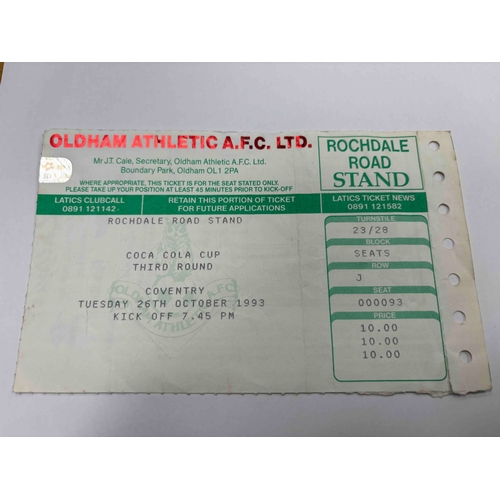 OLDHAM ATHLETIC A.F.C. LTD.
Mr J.T. Cale, Secretary, Oldham Athletic A.F.C. Ltd.
Boundary Park, Oldham OL1 2PA
WHERE APPROPRIATE, THIS TICKET IS FOR THE SEAT STATED ONLY.
PLEASE TAKE UP YOUR POSITION AT LEAST 45 MINUTES PRIOR TO KICK-OFF
ROCHDALE
ROAD
STAND
LATICS CLUBCALL
0891 121142
RETAIN THIS PORTION OF TICKET
FOR FUTURE APPLICATIONS
LATICS TICKET NEWS
0891 121582
ROCHDALE ROAD STAND
COCA COLA CUP
THIRD ROUND
COVENTRY
TUESDAY 26TH OCTOBER 1993
KICK OFF 7.45 PM
TURNSTILE
23/28
BLOCK
SEATS
ROW
J
SEAT
000093
PRICE
10.00
10.00
10.00